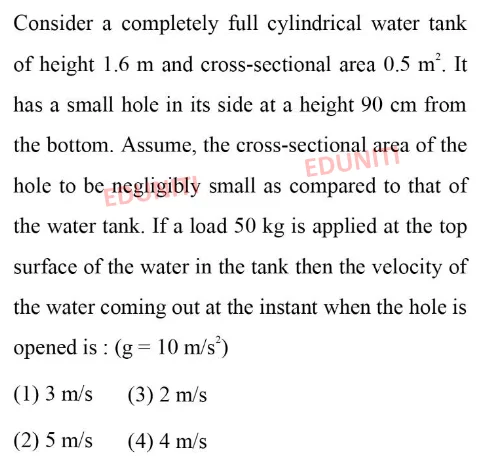 Consider a completely full cylindrical water tank
of height 1.6 m and cross-sectional area 0.5 m². It
has a small hole in its side at a height 90 cm from
the bottom. Assume, the cross-sectional area of the
EDUNITI
hole to be negligibly small as compared to that of
EDUNITI
the water tank. If a load 50 kg is applied at the top
surface of the water in the tank then the velocity of
the water coming out at the instant when the hole is
opened is : (g = 10 m/s²)
(1) 3 m/s (3) 2 m/s
(2) 5 m/s (4) 4 m/s